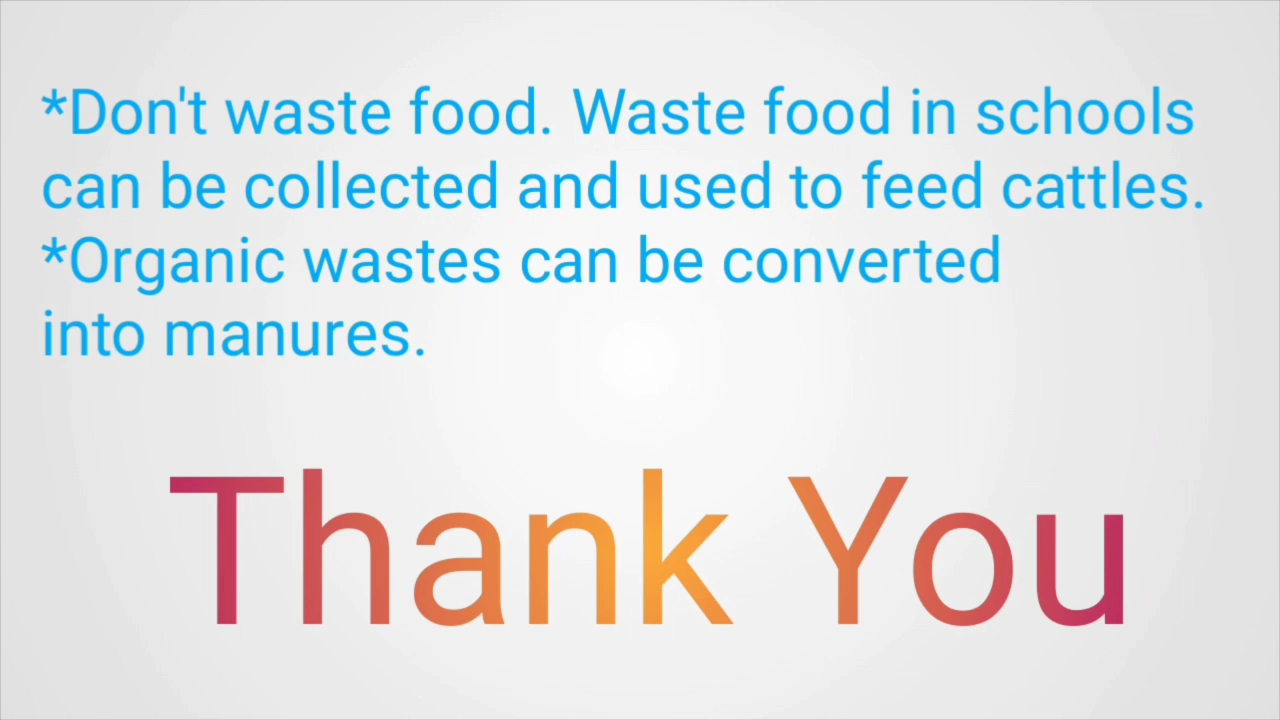 *Don't waste food. Waste food in schools
can be collected and used to feed cattles.
*Organic wastes can be converted
into manures.
Thank You